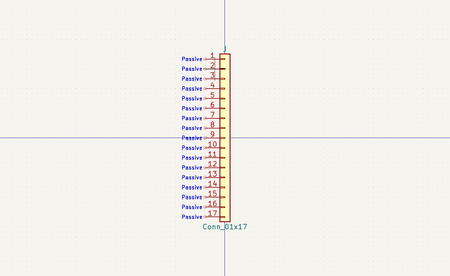 J
Passive 1
Passive 2
Passive 3
Passive 4
Passive 5
Passive 6
Passive 7
Passive 8
Passive 9
Passive 10
Passive 11
Passive 12
Passive 13
Passive 14
Passive 15
Passive 16
Passive 17
Conn_01x17